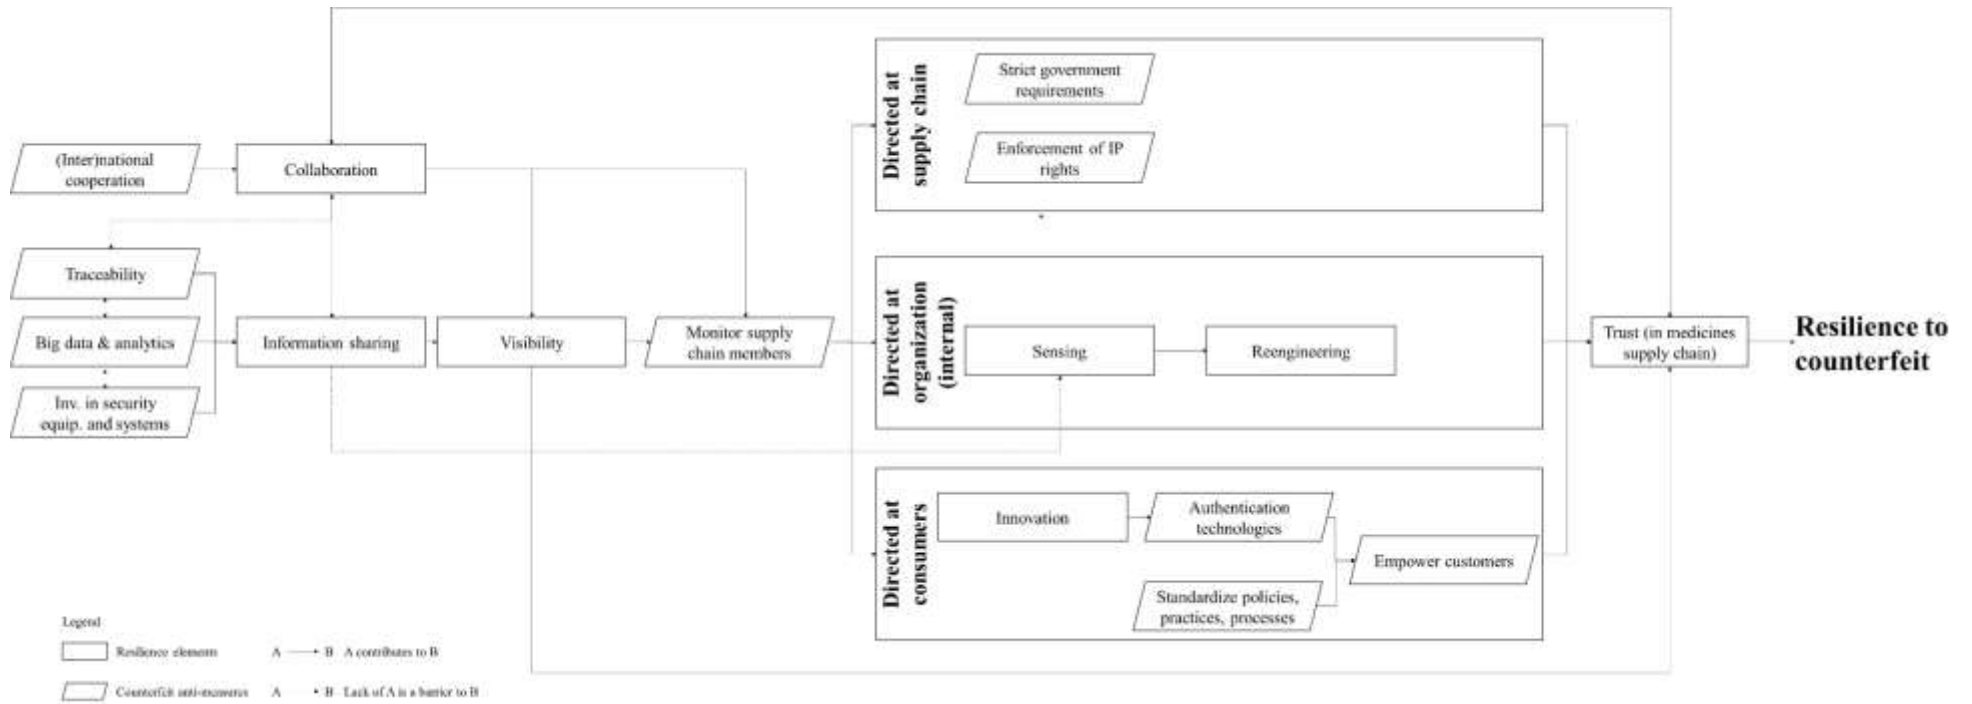 Directed at
supply chain
Strict government
requirements
Enforcement of IP
rights
(Inter)national
cooperation
Collaboration
Traceability
Big data & analytics
Inv. in security
equip. and systems
Information sharing
Visibility
Monitor supply
chain members
Directed at
organization
(internal)
Sensing
Reengineering
Trust (in medicines
supply chain)
Resilience to
counterfeit
Directed at
consumers
Innovation
Authentication
technologies
Empower customers
Standardize policies,
practices, processes
Legend
Resilience elements
A B A contributes to B
Counterfeit anti-measures
A B Lack of A is a barrier to B